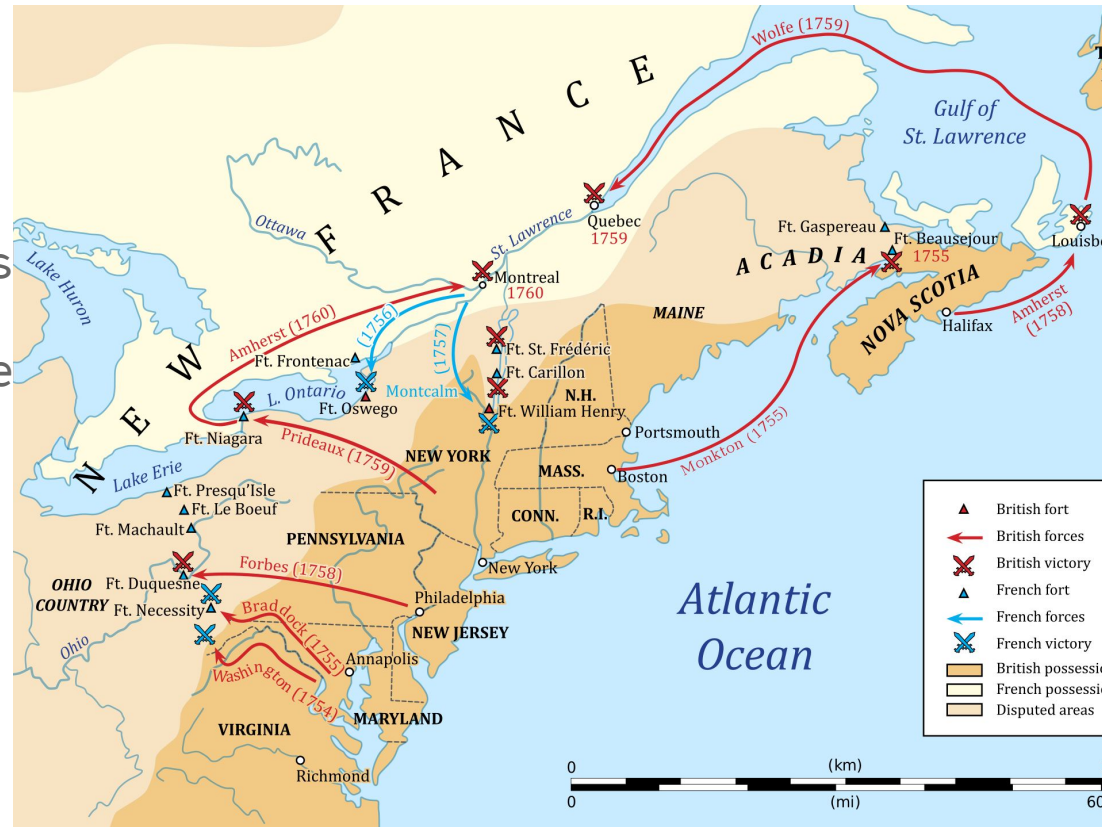 Wolfe (1759)
NEW FRANCE
Gulf of
St. Lawrence
Quebec
1759
Ottawa
St. Lawrence
Ft. Gaspereau
Ft. Beausejour
1755
ACADIA
NOVA SCOTIA
Halifax
Amherst
(1758)
Lake Huron
Montreal
1760
Amherst (1760)
(1756)
(1757)
MAINE
Ft. Frontenac
Ft. St. Frédéric
Ft. Carillon
L. Ontario
Montcalm
N.H.
Ft. Oswego
Ft. William Henry
Ft. Niagara
Prideaux (1759)
NEW YORK
Portsmouth
Monkton (1755)
Lake Erie
MASS.
Boston
Ft. Presqu'Isle
Ft. Le Boeuf
CONN.
R.I.
Ft. Machault
PENNSYLVANIA
New York
Forbes (1758)
Ft. Duquesne
OHIO
COUNTRY
Ft. Necessity
Braddock (1755)
Philadelphia
NEW JERSEY
Ohio
Annapolis
Washington (1754)
MARYLAND
VIRGINIA
Richmond
Atlantic
Ocean
British fort
British forces
British victory
French fort
French forces
French victory
British
French
Disputed areas
0 (km)
0 (mi)